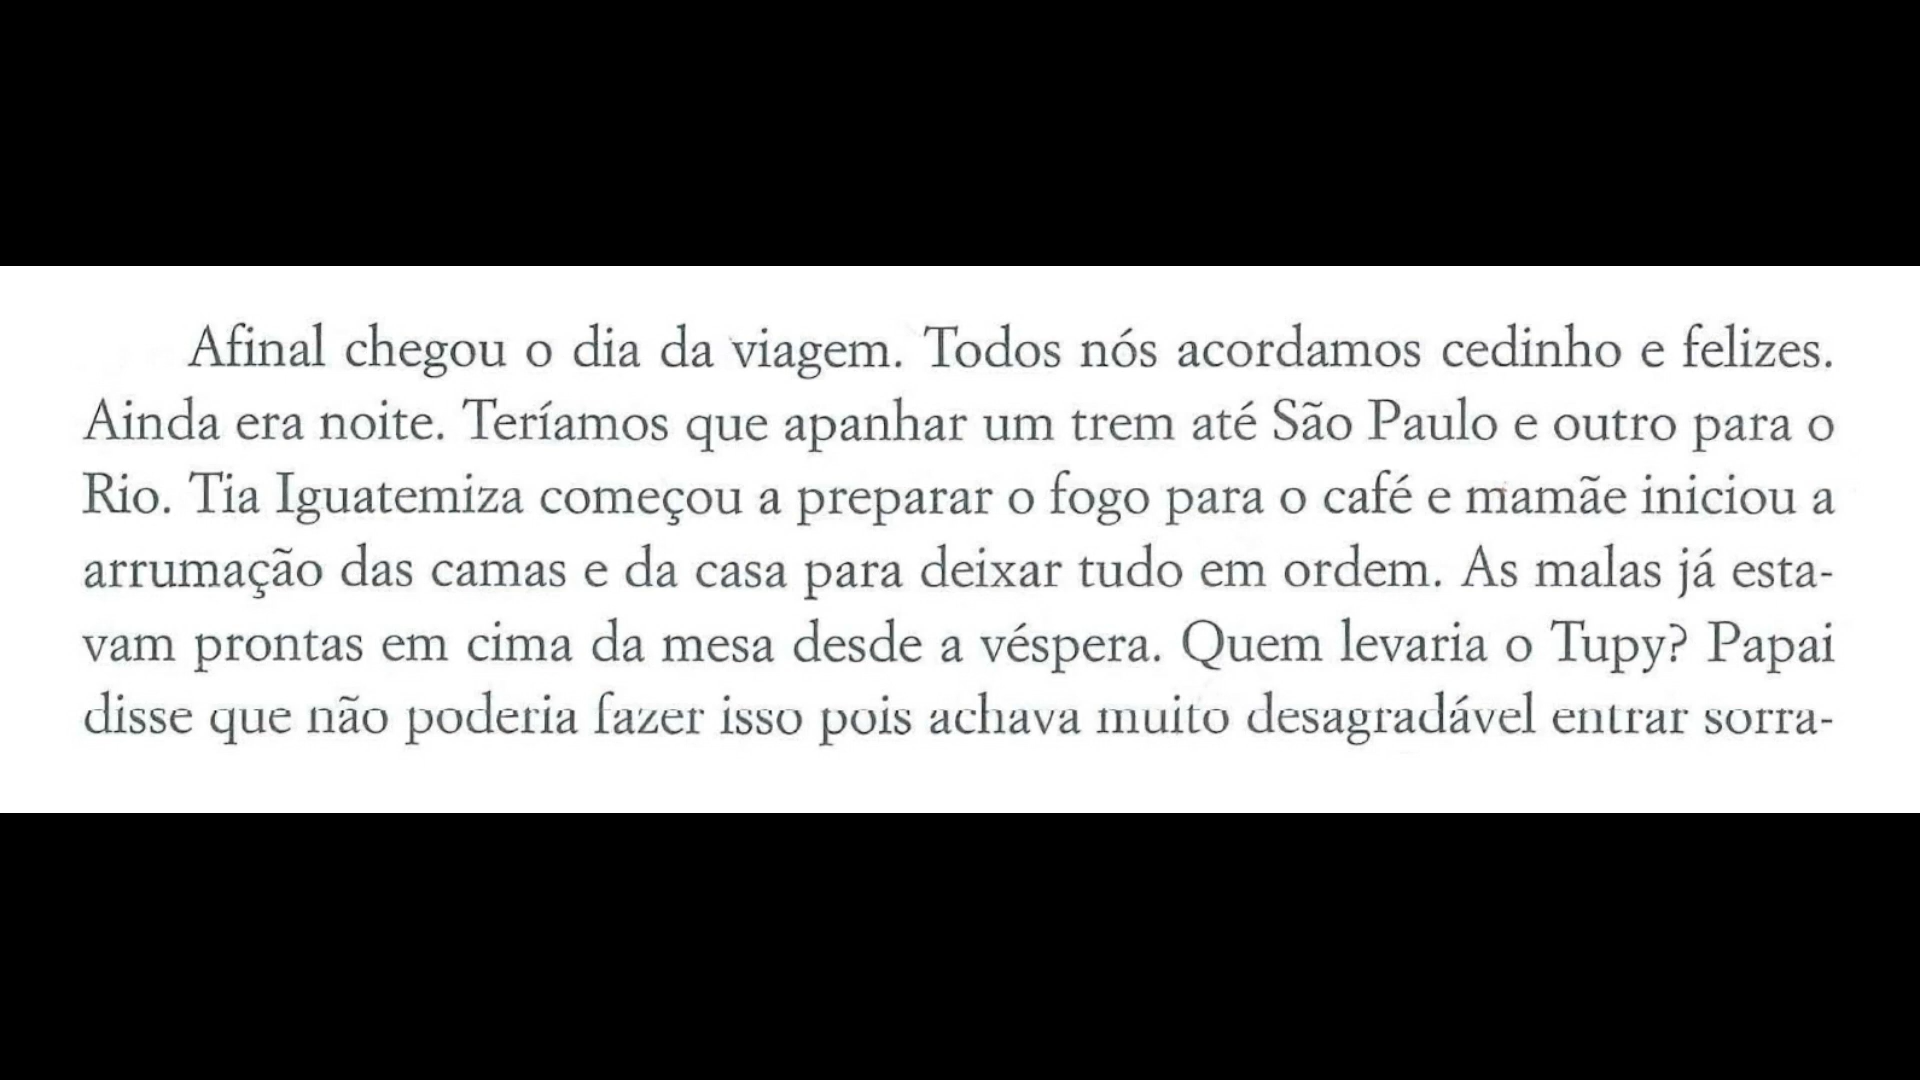 Afinal chegou o dia da viagem. Todos nós acordamos cedinho e felizes.
Ainda era noite. Teríamos que apanhar um trem até São Paulo e outro para o
Rio. Tia Iguatemiza começou a preparar o fogo para o café e mamãe iniciou a
arrumação das camas e da casa para deixar tudo em ordem. As malas já esta-
vam prontas em cima da mesa desde a véspera. Quem levaria o Tupy? Papai
disse que não poderia fazer isso pois achava muito desagradável entrar sorra-